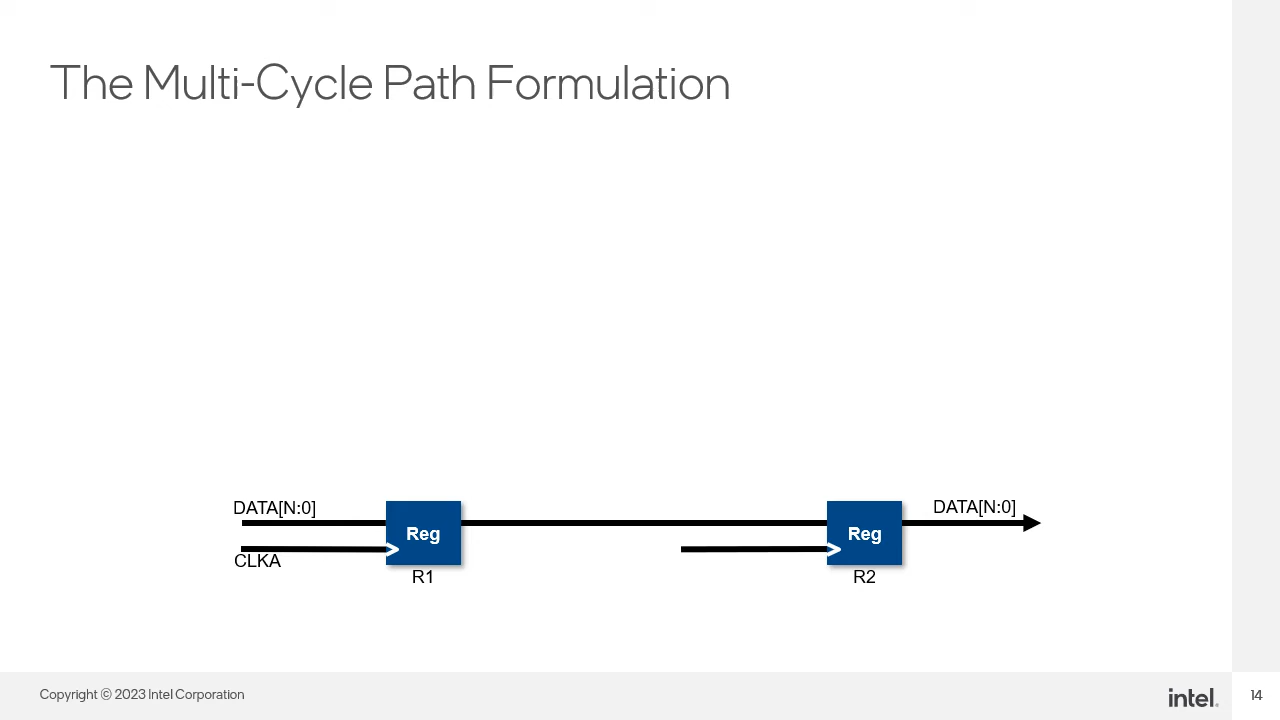 The Multi-Cycle Path Formulation
DATA[N:0]
DATA[N:0]
Reg
Reg
CLKA
R1
R2
Copyright © 2023 Intel Corporation
intel.
14